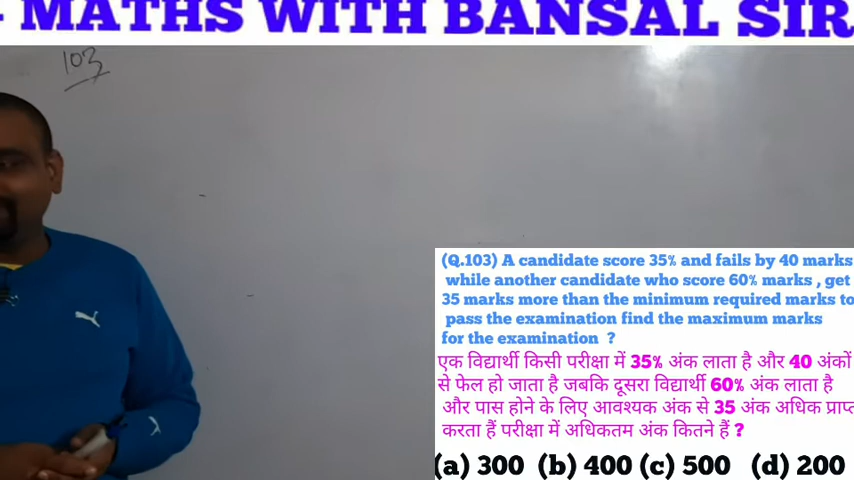 - MATHS WITH BANSAL SIR
103
(Q.103) A candidate score 35% and fails by 40 marks
while another candidate who score 60% marks , get
35 marks more than the minimum required marks to
pass the examination find the maximum marks
for the examination ?
एक विद्यार्थी किसी परीक्षा में 35% अंक लाता है और 40 अंकों
से फेल हो जाता है जबकि दूसरा विद्यार्थी 60% अंक लाता है
और पास होने के लिए आवश्यक अंक से 35 अंक अधिक प्राप्त
करता हैं परीक्षा में अधिकतम अंक कितने हैं ?
(a) 300 (b) 400 (c) 500 (d) 200